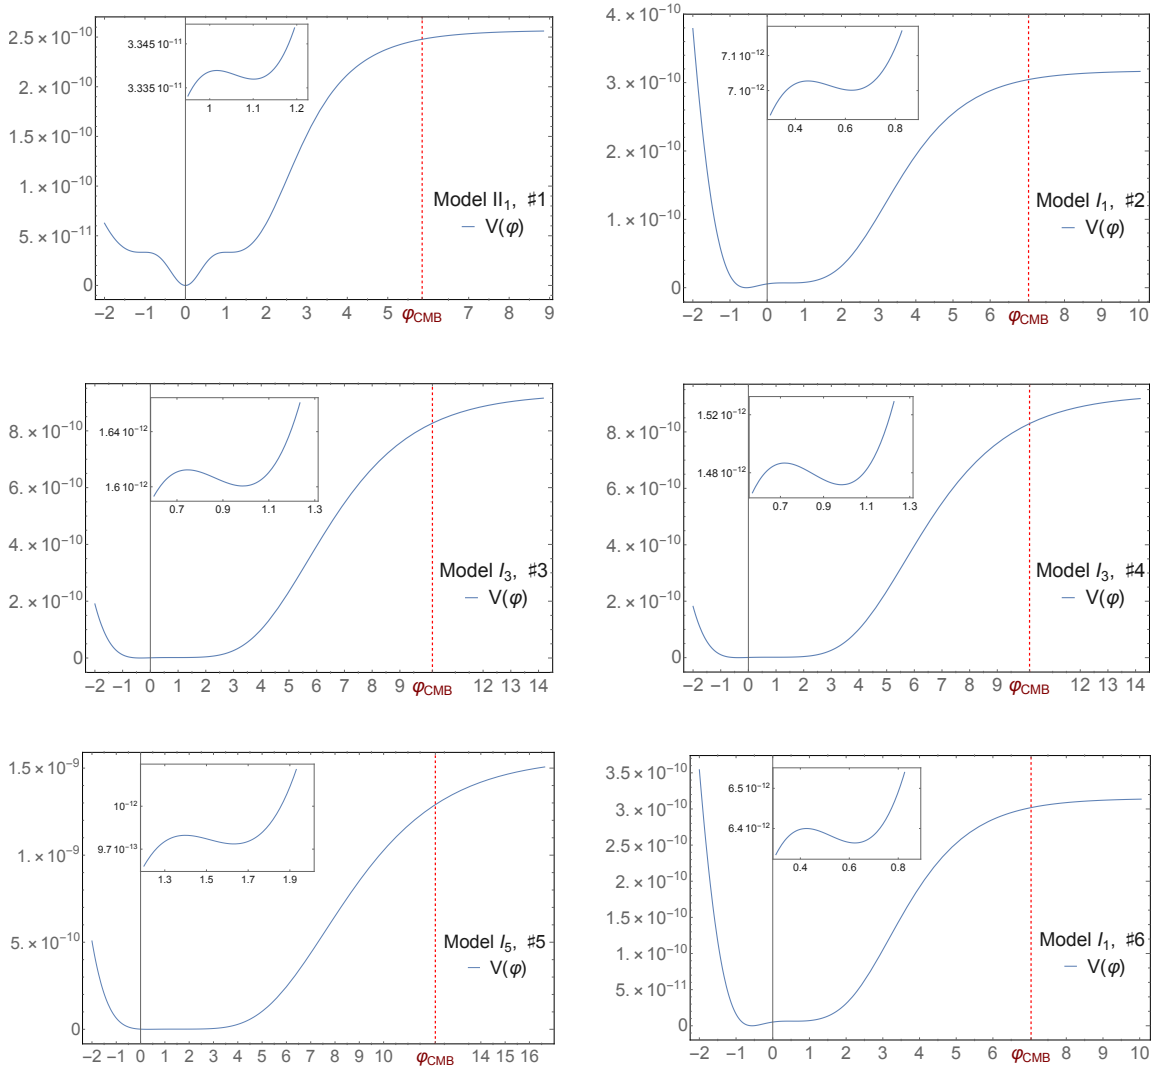 2.5×10⁻¹⁰
2.×10⁻¹⁰
1.5×10⁻¹⁰
1.×10⁻¹⁰
5.×10⁻¹¹
0
3.345 10⁻¹¹
3.335 10⁻¹¹
1 1.1 1.2
Model II₁, ♯1
— V(φ)
−2 −1 0 1 2 3 4 5 φCMB 7 8 9
4.×10⁻¹⁰
3.×10⁻¹⁰
2.×10⁻¹⁰
1.×10⁻¹⁰
0
7.1 10⁻¹²
7. 10⁻¹²
0.4 0.6 0.8
Model I₁, ♯2
— V(φ)
−2 −1 0 1 2 3 4 5 6 φCMB 8 9 10
8.×10⁻¹⁰
6.×10⁻¹⁰
4.×10⁻¹⁰
2.×10⁻¹⁰
0
1.64 10⁻¹²
1.6 10⁻¹²
0.7 0.9 1.1 1.3
Model I₃, ♯3
— V(φ)
−2 −1 0 1 2 3 4 5 6 7 8 9 φCMB 12 13 14
8.×10⁻¹⁰
6.×10⁻¹⁰
4.×10⁻¹⁰
2.×10⁻¹⁰
0
1.52 10⁻¹²
1.48 10⁻¹²
0.7 0.9 1.1 1.3
Model I₃, ♯4
— V(φ)
−2 −1 0 1 2 3 4 5 6 7 8 9 φCMB 12 13 14
1.5×10⁻⁹
1.×10⁻⁹
5.×10⁻¹⁰
0
10⁻¹²
9.7 10⁻¹³
1.3 1.5 1.7 1.9
Model I₅, ♯5
— V(φ)
−2 −1 0 1 2 3 4 5 6 7 8 9 10 φCMB 14 15 16
3.5×10⁻¹⁰
3.×10⁻¹⁰
2.5×10⁻¹⁰
2.×10⁻¹⁰
1.5×10⁻¹⁰
1.×10⁻¹⁰
5.×10⁻¹¹
0
6.5 10⁻¹²
6.4 10⁻¹²
0.4 0.6 0.8
Model I₁, ♯6
— V(φ)
−2 −1 0 1 2 3 4 5 6 φCMB 8 9 10